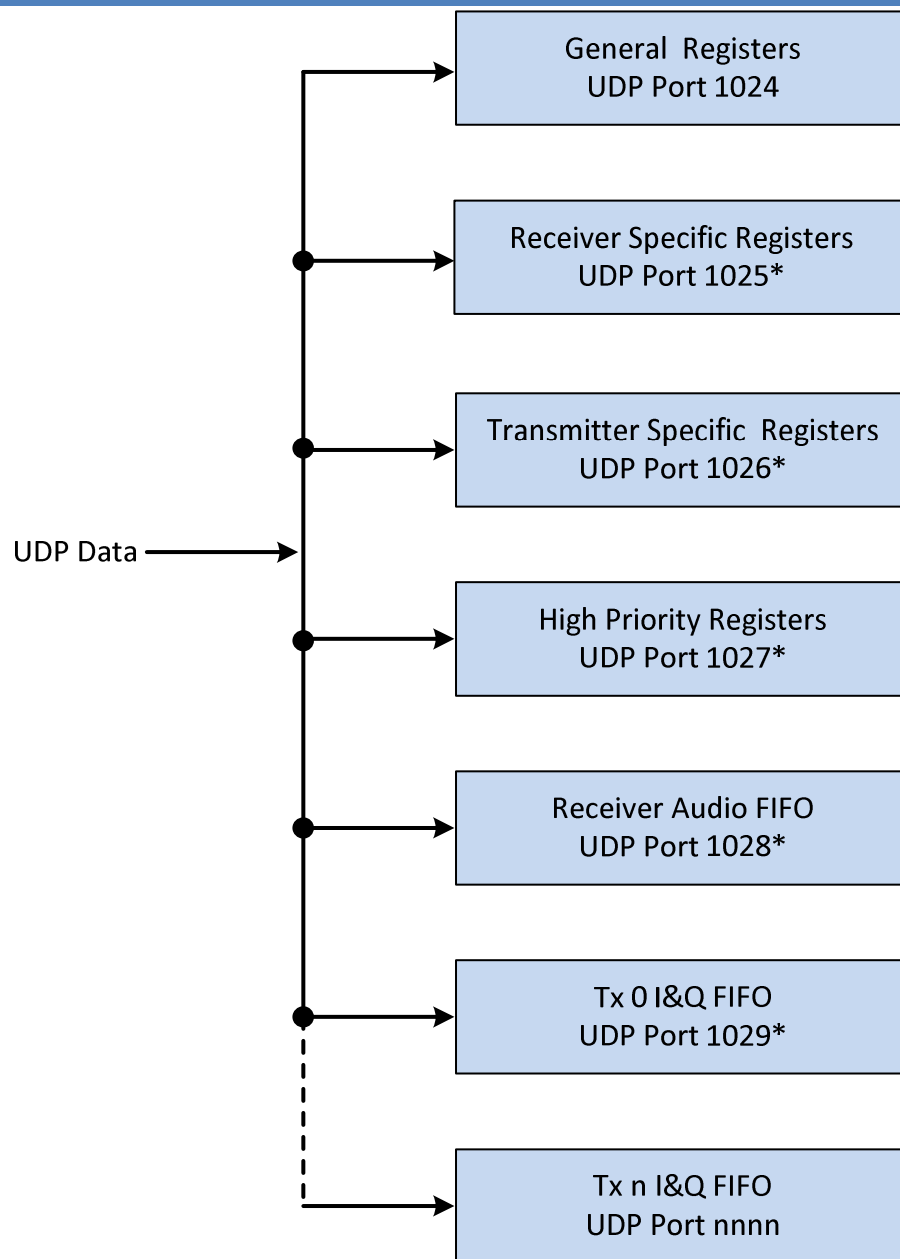 General Registers
UDP Port 1024
Receiver Specific Registers
UDP Port 1025*
Transmitter Specific Registers
UDP Port 1026*
UDP Data
High Priority Registers
UDP Port 1027*
Receiver Audio FIFO
UDP Port 1028*
Tx 0 I&Q FIFO
UDP Port 1029*
Tx n I&Q FIFO
UDP Port nnnn